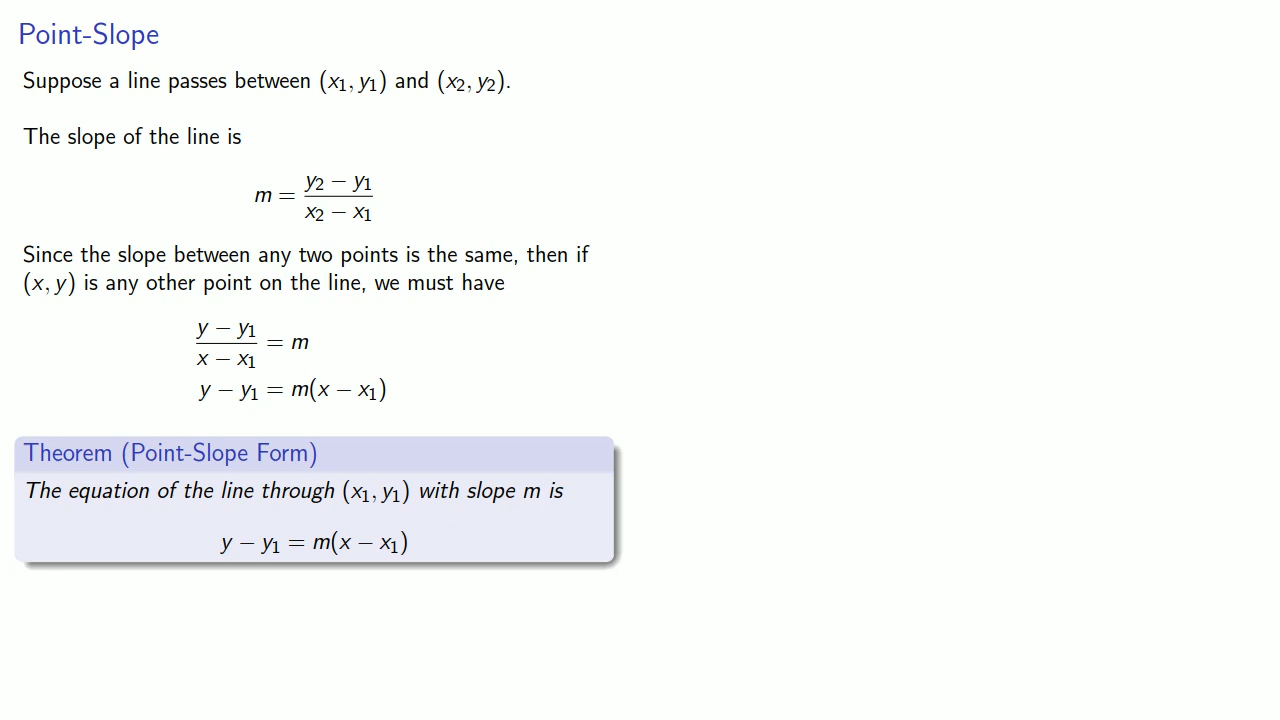 Point-Slope
Suppose a line passes between (x₁, y₁) and (x₂, y₂).
The slope of the line is
m = (y₂ − y₁)/(x₂ − x₁)
Since the slope between any two points is the same, then if
(x, y) is any other point on the line, we must have
(y − y₁)/(x − x₁) = m
y − y₁ = m(x − x₁)
Theorem (Point-Slope Form)
The equation of the line through (x₁, y₁) with slope m is
y − y₁ = m(x − x₁)